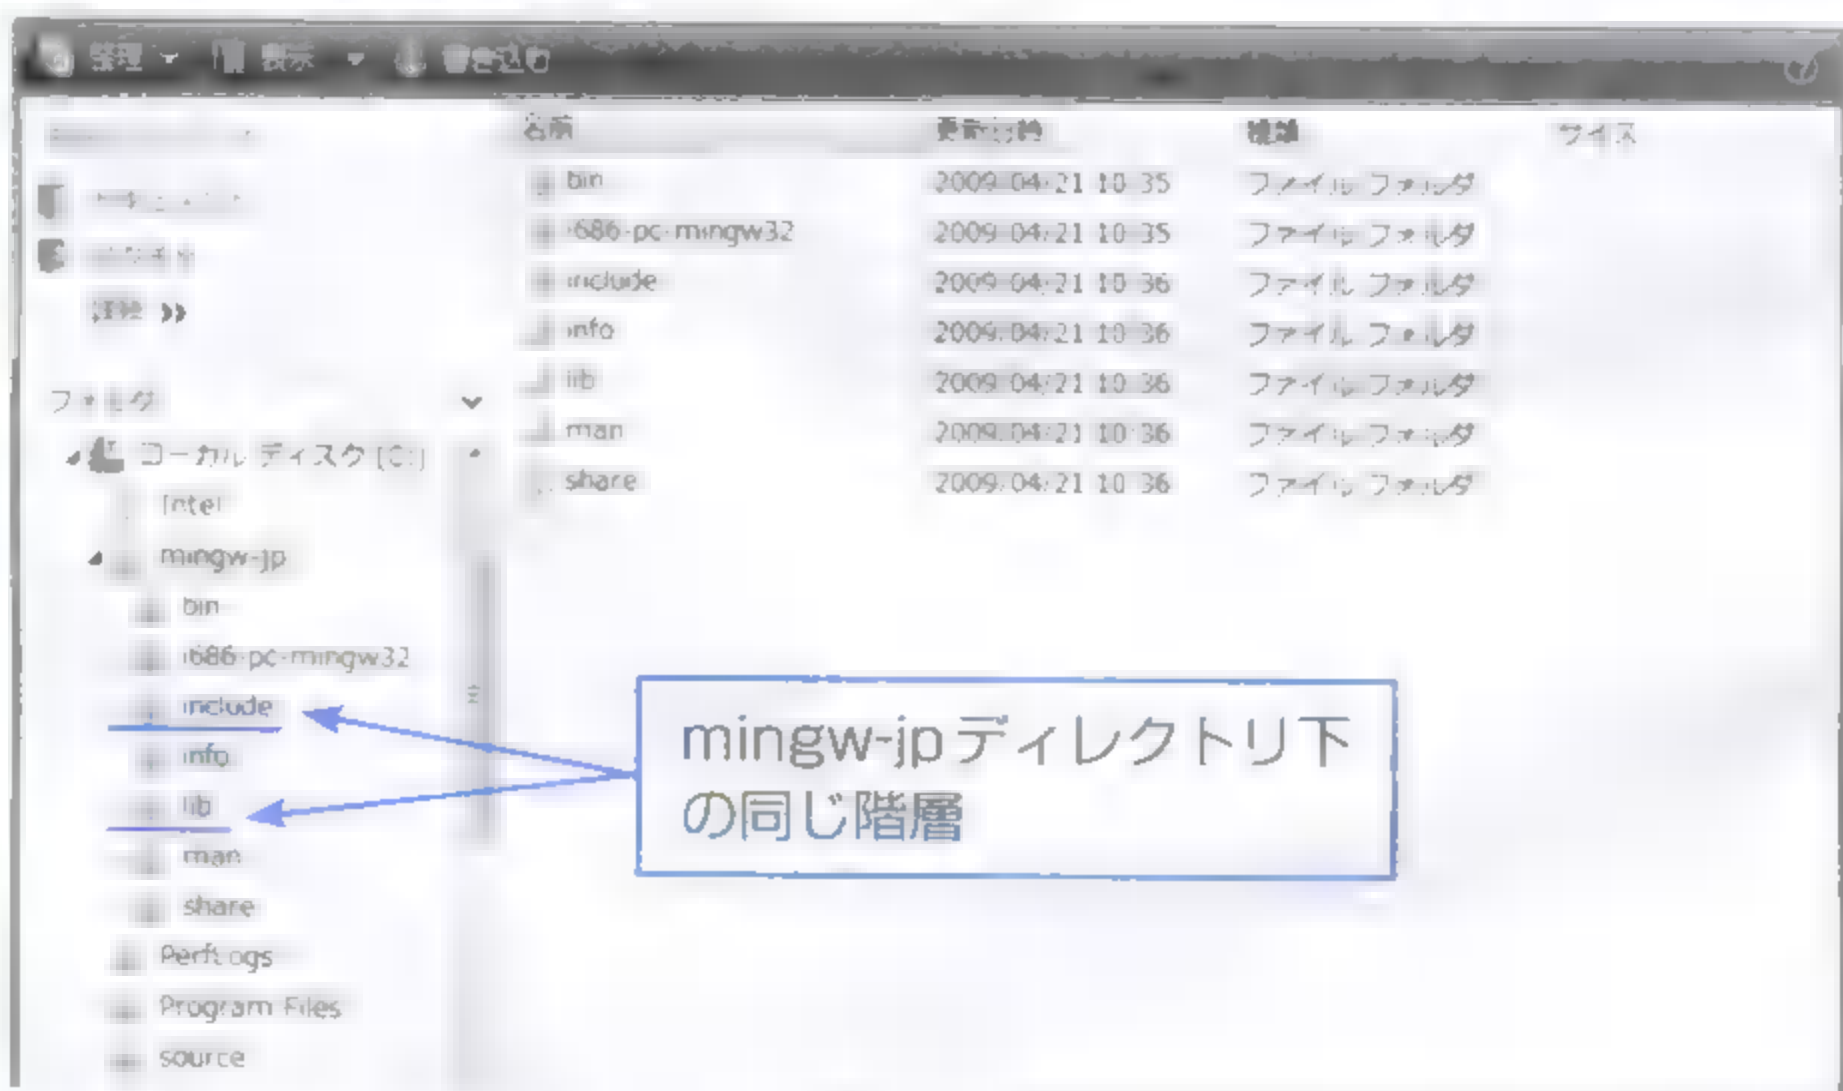 整理 表示 書き込む
名前 更新日時 種類 サイズ
bin 2009/04/21 10:35 ファイル フォルダ
i686-pc-mingw32 2009/04/21 10:35 ファイル フォルダ
include 2009/04/21 10:36 ファイル フォルダ
info 2009/04/21 10:36 ファイル フォルダ
lib 2009/04/21 10:36 ファイル フォルダ
man 2009/04/21 10:36 ファイル フォルダ
share 2009/04/21 10:36 ファイル フォルダ
詳細 >>
フォルダ
ローカル ディスク (C:)
Intel
mingw-jp
bin
i686-pc-mingw32
include
info
lib
man
share
PerfLogs
Program Files
source
mingw-jpディレクトリ下
の同じ階層